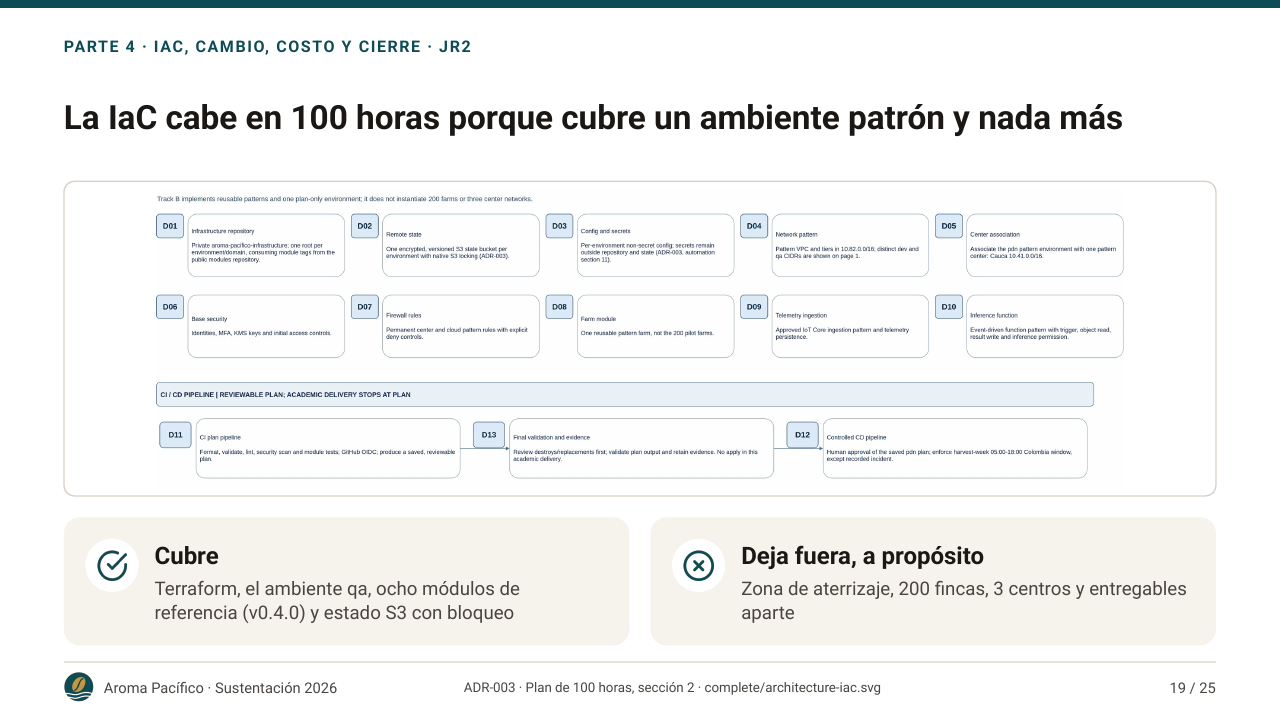 PARTE 4 · IAC, CAMBIO, COSTO Y CIERRE · JR2
La IaC cabe en 100 horas porque cubre un ambiente patrón y nada más
Track B implements reusable patterns and one plan-only environment; it does not instantiate 200 farms or three center networks.
D01
Infrastructure repository
Private aroma-pacifico-infrastructure: one root per
environment/domain, consuming module tags from the
public modules repository.
D02
Remote state
One encrypted, versioned S3 state bucket per
environment with native S3 locking (ADR-003).
D03
Config and secrets
Per-environment non-secret config; secrets remain
outside repository and state (ADR-003, automation
section 11).
D04
Network pattern
Pattern VPC and tiers in 10.82.0.0/16; distinct dev and
qa CIDRs are shown on page 1.
D05
Center association
Associate the pdn pattern environment with one pattern
center: Cauca 10.41.0.0/16.
D06
Base security
Identities, MFA, KMS keys and initial access controls.
D07
Firewall rules
Permanent center and cloud pattern rules with explicit
deny controls.
D08
Farm module
One reusable pattern farm, not the 200 pilot farms.
D09
Telemetry ingestion
Approved IoT Core ingestion pattern and telemetry
persistence.
D10
Inference function
Event-driven function pattern with trigger, object read,
result write and inference permission.
CI / CD PIPELINE | REVIEWABLE PLAN; ACADEMIC DELIVERY STOPS AT PLAN
D11
CI plan pipeline
Format, validate, lint, security scan and module tests; GitHub OIDC; produce a saved, reviewable
plan.
D13
Final validation and evidence
Review destroys/replacements first; validate plan output and retain evidence. No apply in this
academic delivery.
D12
Controlled CD pipeline
Human approval of the saved pdn plan; enforce harvest-week 05:00-18:00 Colombia window,
except recorded incident.
Cubre
Terraform, el ambiente qa, ocho módulos de
referencia (v0.4.0) y estado S3 con bloqueo
Deja fuera, a propósito
Zona de aterrizaje, 200 fincas, 3 centros y entregables
aparte
Aroma Pacífico · Sustentación 2026
ADR-003 · Plan de 100 horas, sección 2 · complete/architecture-iac.svg
19 / 25